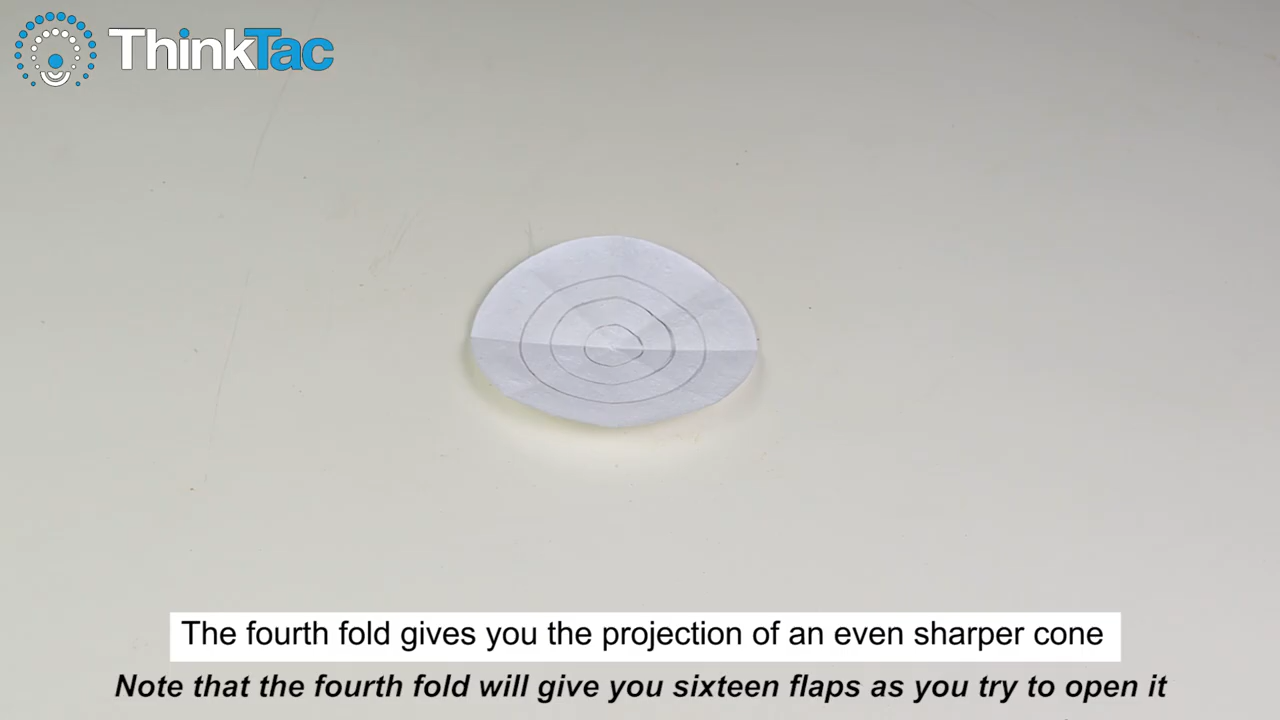 ThinkTac
The fourth fold gives you the projection of an even sharper cone
Note that the fourth fold will give you sixteen flaps as you try to open it